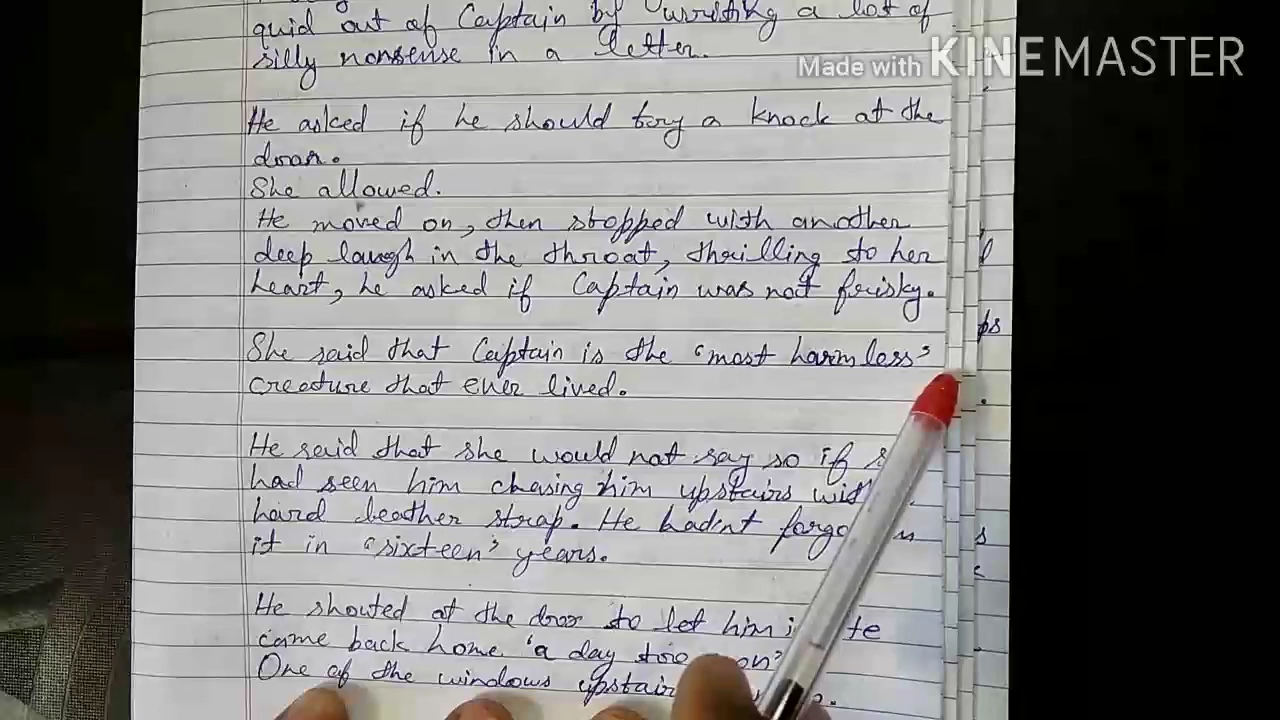 quid out of Captain by writing a lot of
silly nonsense in a letter.
Made with KINEMASTER
He asked if he should try a knock at the
door.
She allowed.
He moved on, then stopped with another
deep laugh in the throat, thrilling to her
heart, he asked if Captain was not frisky.
ps
She said that Captain is the 'most harmless'
creature that ever lived.
He said that she would not say so if
had seen him chasing him upstairs
hard leather strap. He hadn't
it in 'sixteen' years.
He shouted at the door to let him
came back home 'a day
One of the windows